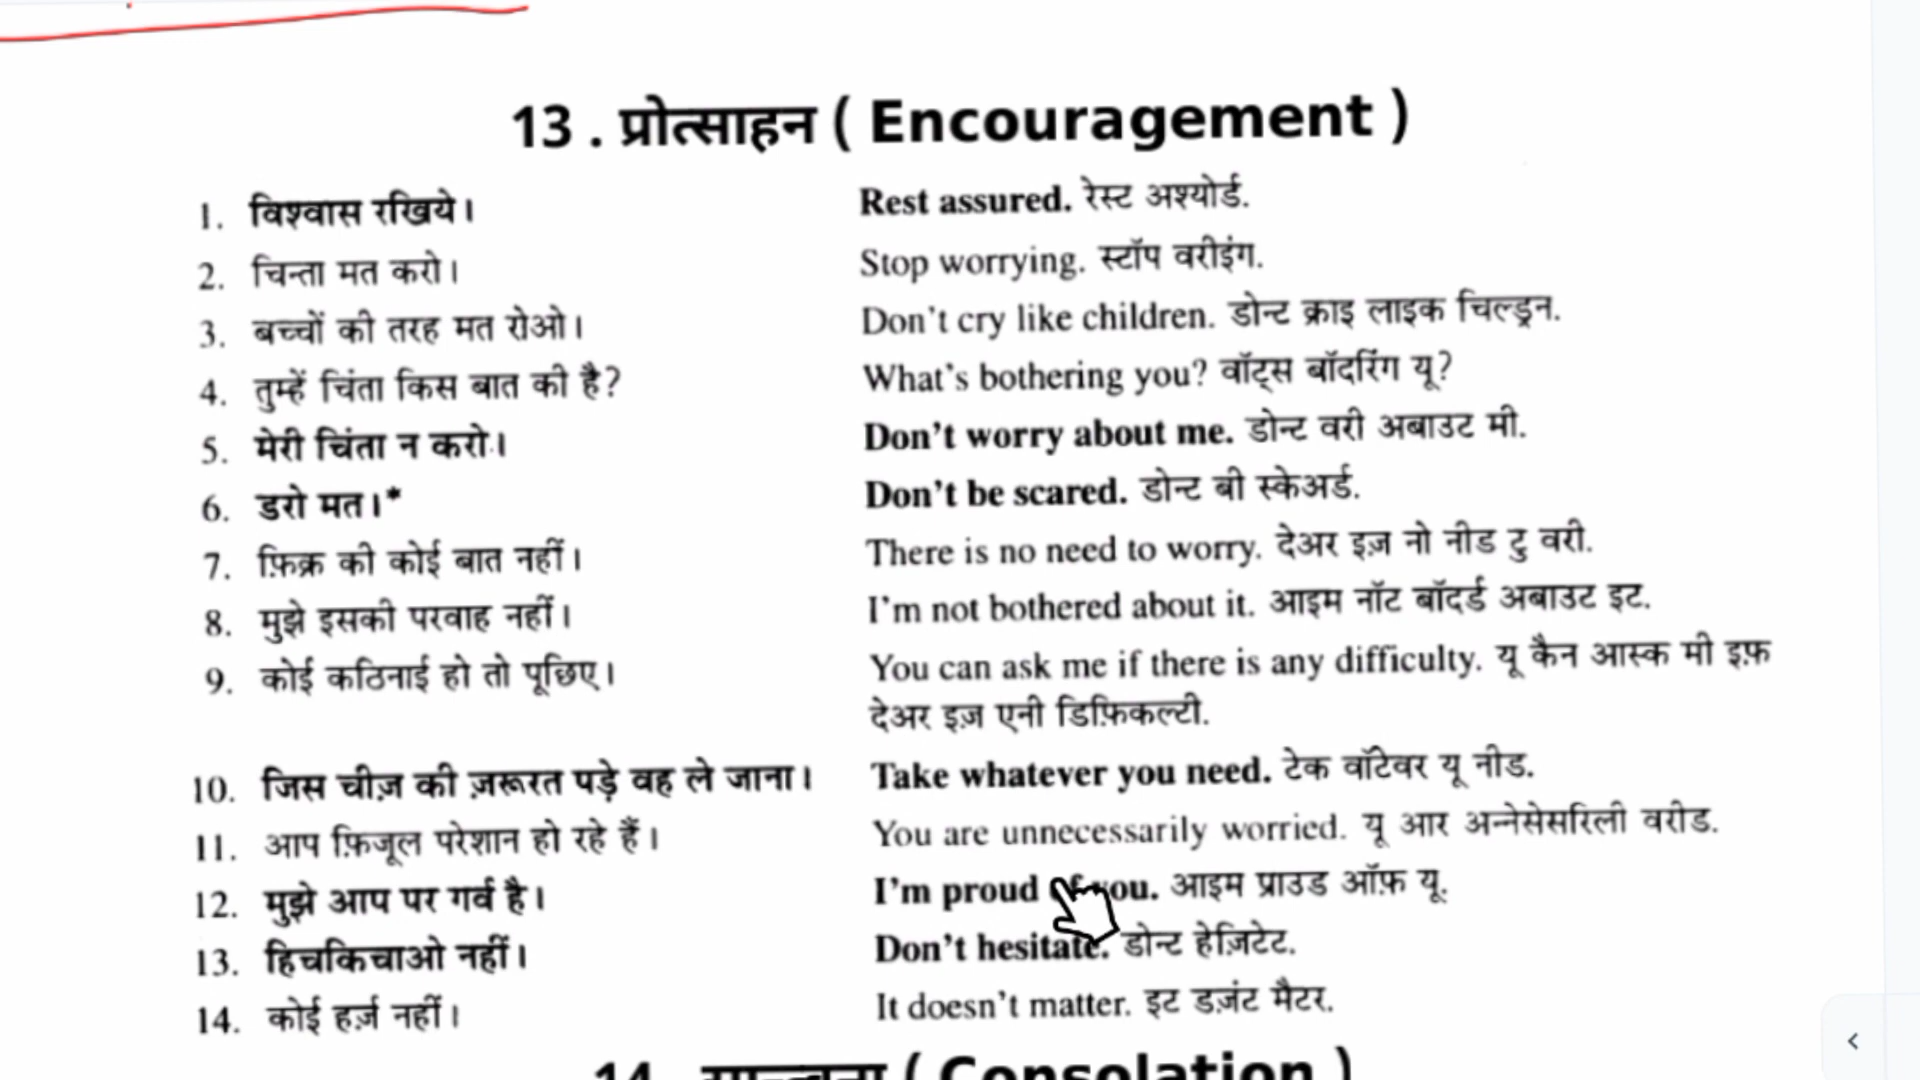 13 . प्रोत्साहन ( Encouragement )
1. विश्वास रखिये। Rest assured. रेस्ट अश्योर्ड.
2. चिन्ता मत करो। Stop worrying. स्टॉप वरीइंग.
3. बच्चों की तरह मत रोओ। Don't cry like children. डोन्ट क्राइ लाइक चिल्ड्रन.
4. तुम्हें चिंता किस बात की है? What's bothering you? वॉट्स बॉदरिंग यू?
5. मेरी चिंता न करो। Don't worry about me. डोन्ट वरी अबाउट मी.
6. डरो मत।* Don't be scared. डोन्ट बी स्केअर्ड.
7. फ़िक्र की कोई बात नहीं। There is no need to worry. देअर इज़ नो नीड टु वरी.
8. मुझे इसकी परवाह नहीं। I'm not bothered about it. आइम नॉट बॉदर्ड अबाउट इट.
9. कोई कठिनाई हो तो पूछिए। You can ask me if there is any difficulty. यू कैन आस्क मी इफ़
देअर इज़ एनी डिफ़िकल्टी.
10. जिस चीज़ की ज़रूरत पड़े वह ले जाना। Take whatever you need. टेक वॉटेवर यू नीड.
11. आप फ़िजूल परेशान हो रहे हैं। You are unnecessarily worried. यू आर अन्नेसेसरिली वरीड.
12. मुझे आप पर गर्व है। I'm proud of you. आइम प्राउड ऑफ़ यू.
13. हिचकिचाओ नहीं। Don't hesitate. डोन्ट हेज़िटेट.
14. कोई हर्ज़ नहीं। It doesn't matter. इट डज़ंट मैटर.
14 . सान्त्वना ( Consolation )